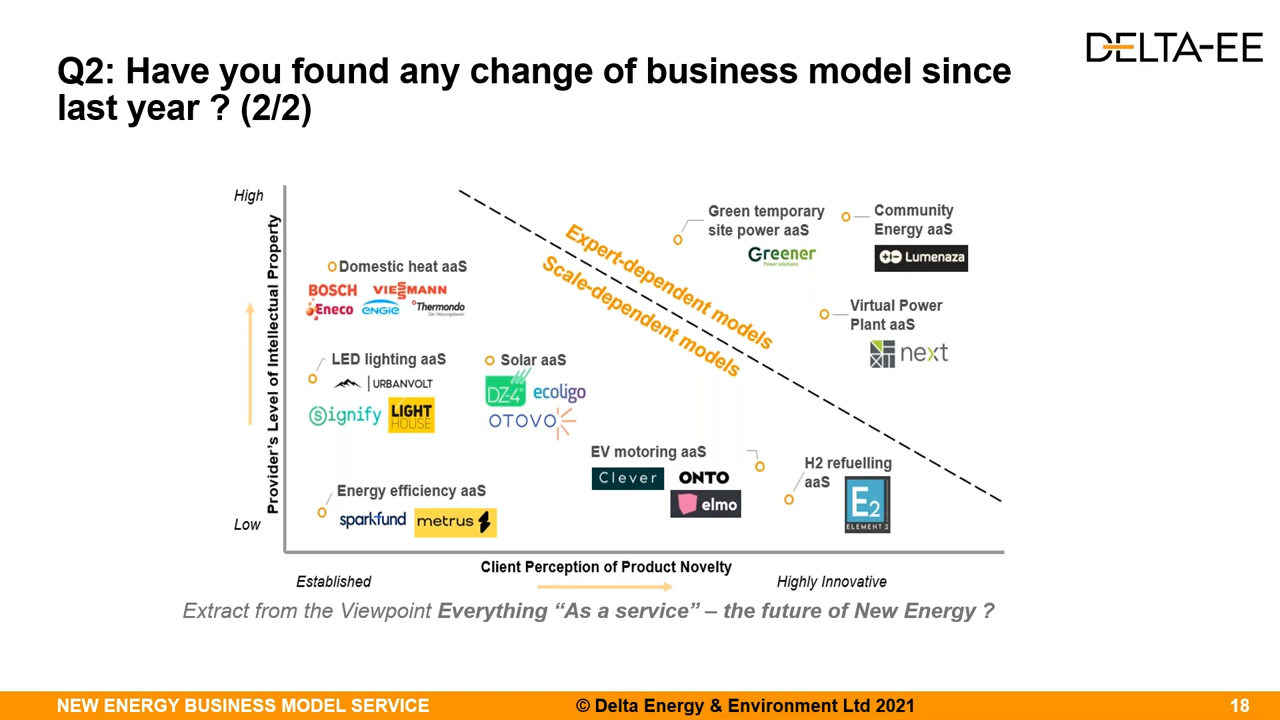 DELTA-EE
Q2: Have you found any change of business model since
last year ? (2/2)
High
Provider's Level of Intellectual Property
Low
Expert-dependent models
Scale-dependent models
Green temporary
site power aaS
Greener
Power solutions
Community
Energy aaS
Lumenaza
Domestic heat aaS
BOSCH
VIESSMANN
Eneco
ENGIE
Thermondo
Der Heizungsbauer.
Virtual Power
Plant aaS
next
LED lighting aaS
URBANVOLT
Signify
LIGHT
HOUSE
Solar aaS
DZ-4
ecoligo
OTOVO
EV motoring aaS
Clever
ONTO
elmo
H2 refuelling
aaS
E2
ELEMENT 2
Energy efficiency aaS
sparkfund
metrus
Client Perception of Product Novelty
Established
Highly Innovative
Extract from the Viewpoint Everything “As a service” – the future of New Energy ?
NEW ENERGY BUSINESS MODEL SERVICE
© Delta Energy & Environment Ltd 2021
18